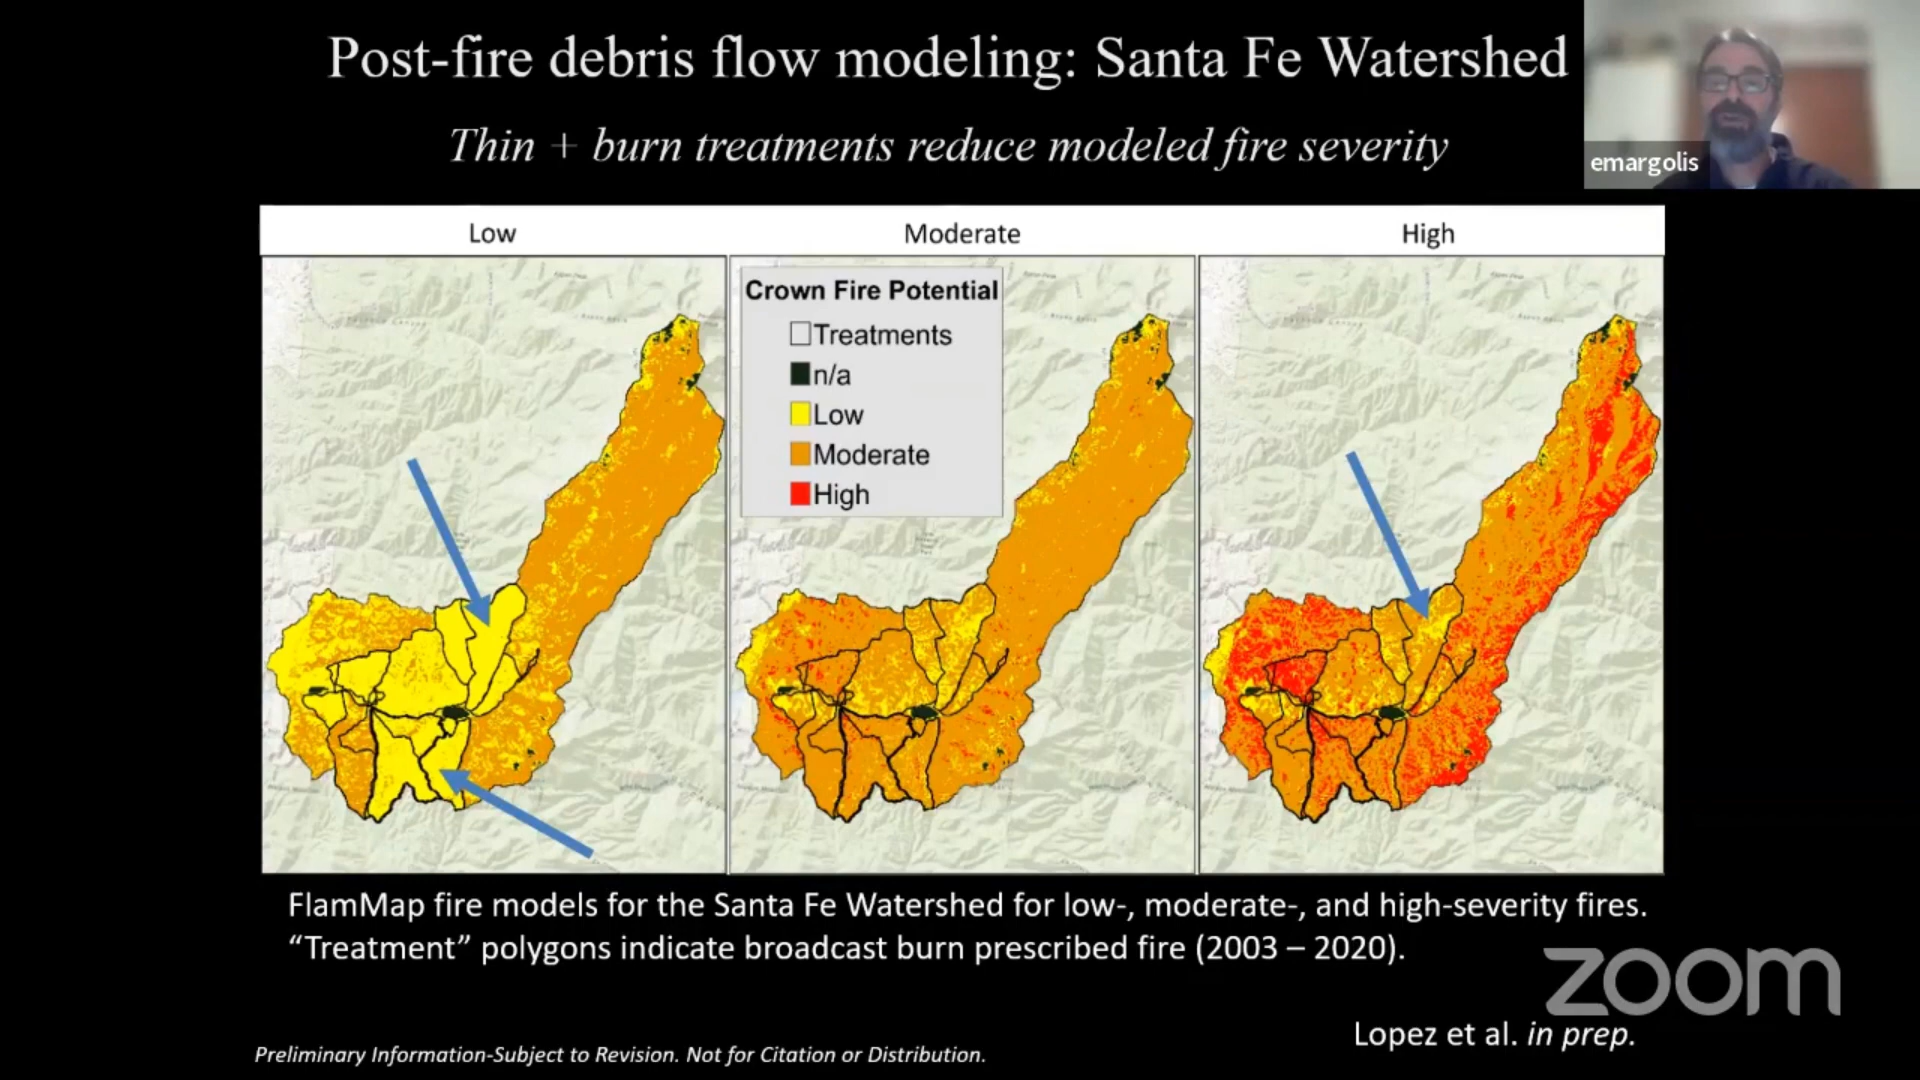 Post-fire debris flow modeling: Santa Fe Watershed
Thin + burn treatments reduce modeled fire severity
emargolis
Low
Moderate
High
Crown Fire Potential
Treatments
n/a
Low
Moderate
High
FlamMap fire models for the Santa Fe Watershed for low-, moderate-, and high-severity fires.
“Treatment” polygons indicate broadcast burn prescribed fire (2003 – 2020).
zoom
Lopez et al. in prep.
Preliminary Information-Subject to Revision. Not for Citation or Distribution.